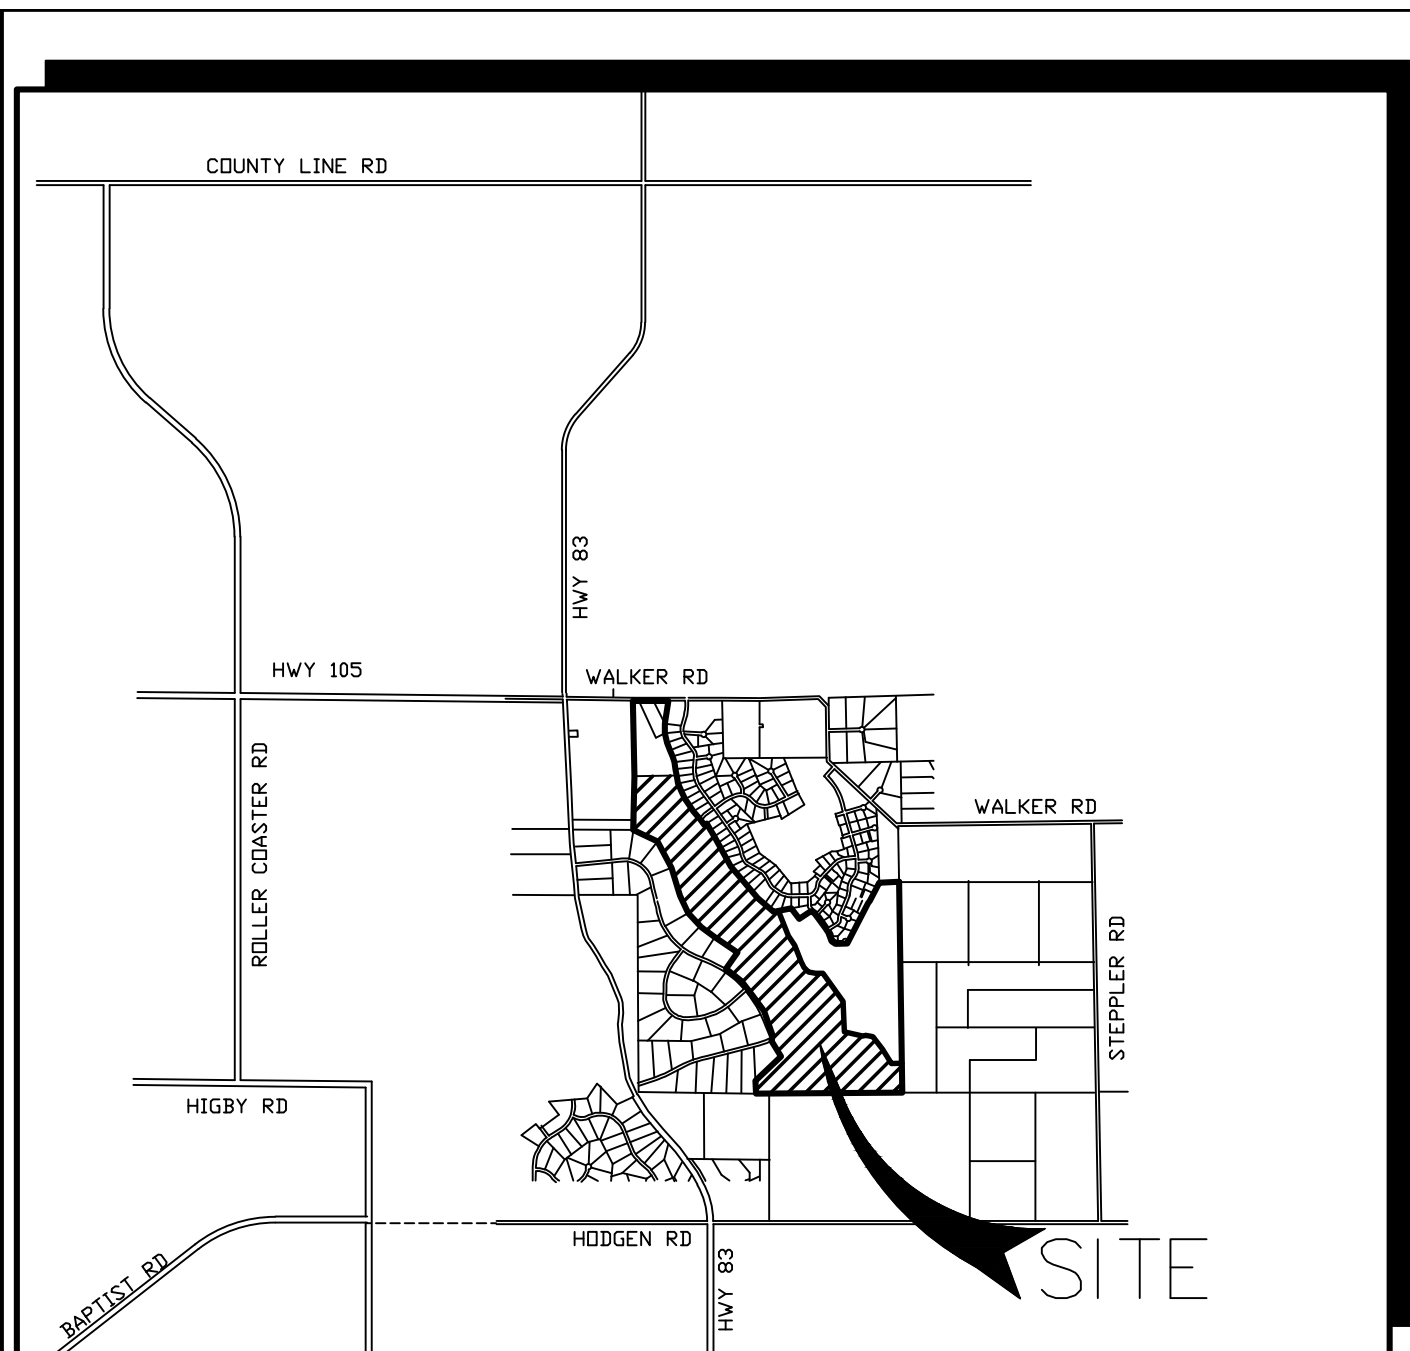 COUNTY LINE RD
HWY 83
HWY 105
WALKER RD
ROLLER COASTER RD
WALKER RD
STEPPLER RD
HIGBY RD
HODGEN RD
BAPTIST RD
HWY 83
SITE